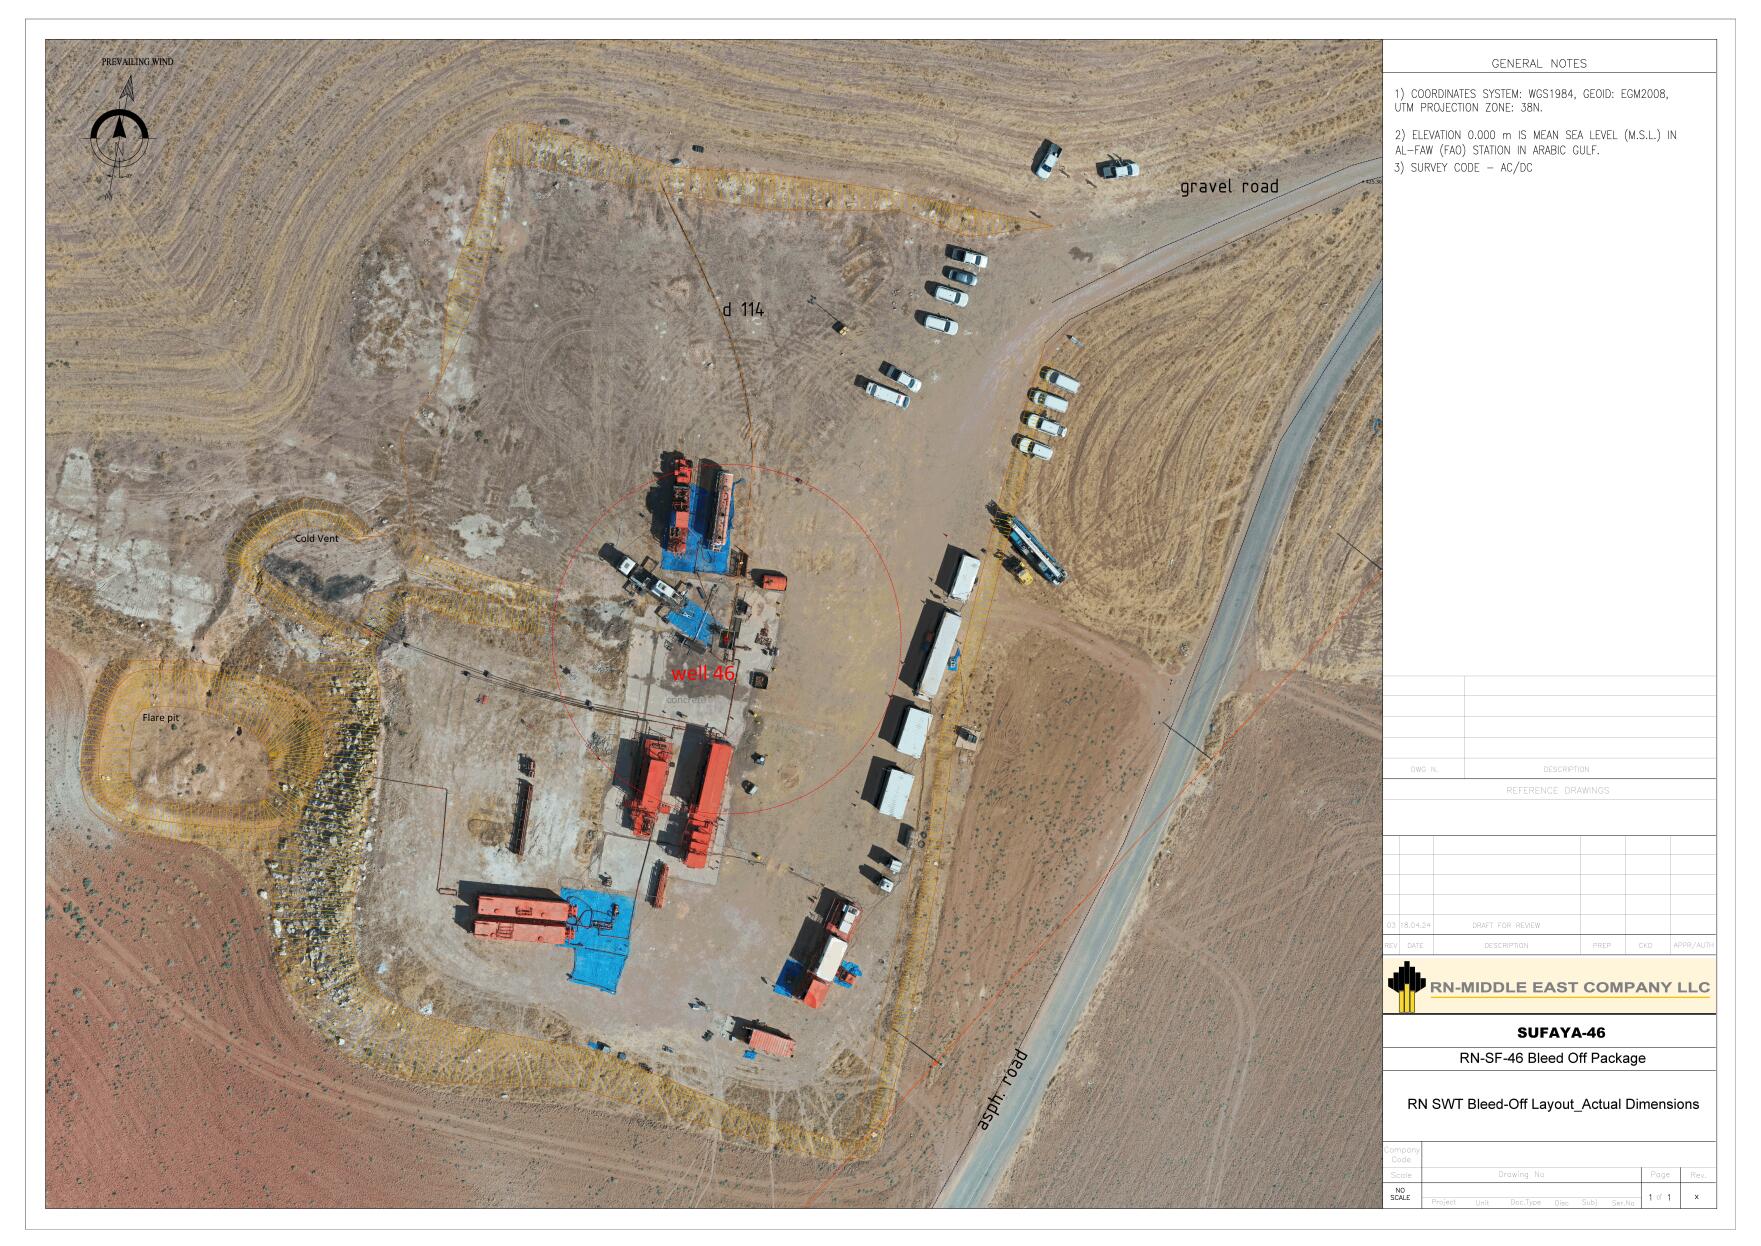 PREVAILING WIND
N
gravel road
d 114
Cold Vent
well 46
concrete
Flare pit
asph. road
GENERAL NOTES
1) COORDINATES SYSTEM: WGS1984, GEOID: EGM2008,
UTM PROJECTION ZONE: 38N.
2) ELEVATION 0.000 m IS MEAN SEA LEVEL (M.S.L.) IN
AL-FAW (FAO) STATION IN ARABIC GULF.
3) SURVEY CODE - AC/DC
DWG N. DESCRIPTION
REFERENCE DRAWINGS
03 18.04.24 DRAFT FOR REVIEW
REV DATE DESCRIPTION PREP CKD APPR/AUTH
RN-MIDDLE EAST COMPANY LLC
SUFAYA-46
RN-SF-46 Bleed Off Package
RN SWT Bleed-Off Layout_Actual Dimensions
Company
Code
Scale Drawing No Page Rev.
NO
SCALE
Project Unit Doc.Type Disc Subj Ser.No
1 of 1 x